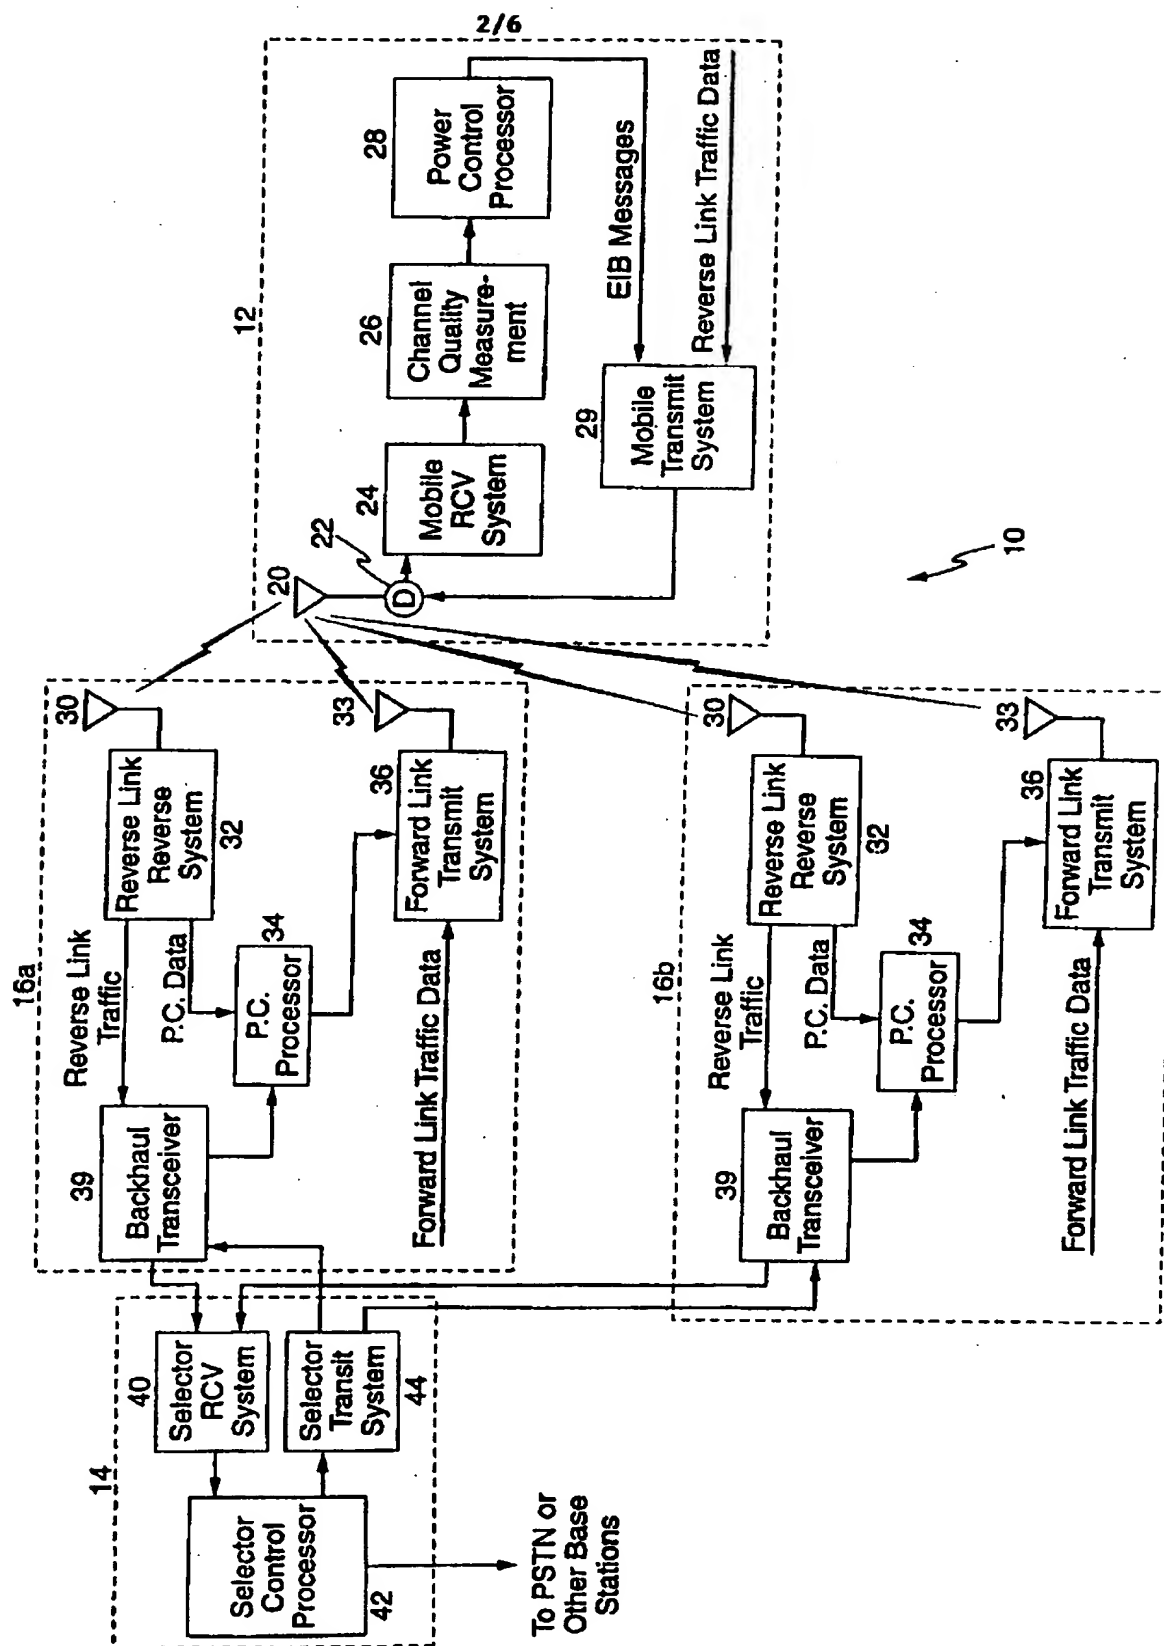 2/6
12
20
22
D
24
Mobile
RCV
System
26
Channel
Quality
Measure-
ment
28
Power
Control
Processor
EIB Messages
Reverse Link Traffic Data
29
Mobile
Transmit
System
10
16a
30
Reverse Link
Reverse
System
32
Reverse Link
Traffic
P.C. Data
34
P.C.
Processor
33
36
Forward Link
Transmit
System
Forward Link Traffic Data
39
Backhaul
Transceiver
16b
30
Reverse Link
Reverse
System
32
Reverse Link
Traffic
P.C. Data
34
P.C.
Processor
33
36
Forward Link
Transmit
System
Forward Link Traffic Data
39
Backhaul
Transceiver
14
40
Selector
RCV
System
Selector
Transit
System
44
Selector
Control
Processor
42
To PSTN or
Other Base
Stations